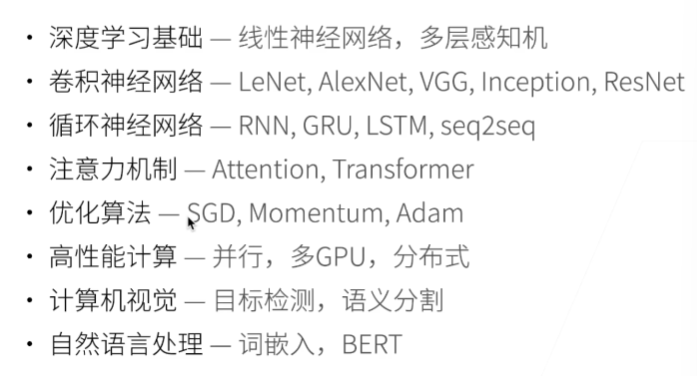 • 深度学习基础 — 线性神经网络，多层感知机
• 卷积神经网络 — LeNet, AlexNet, VGG, Inception, ResNet
• 循环神经网络 — RNN, GRU, LSTM, seq2seq
• 注意力机制 — Attention, Transformer
• 优化算法 — SGD, Momentum, Adam
• 高性能计算 — 并行，多GPU，分布式
• 计算机视觉 — 目标检测，语义分割
• 自然语言处理 — 词嵌入，BERT